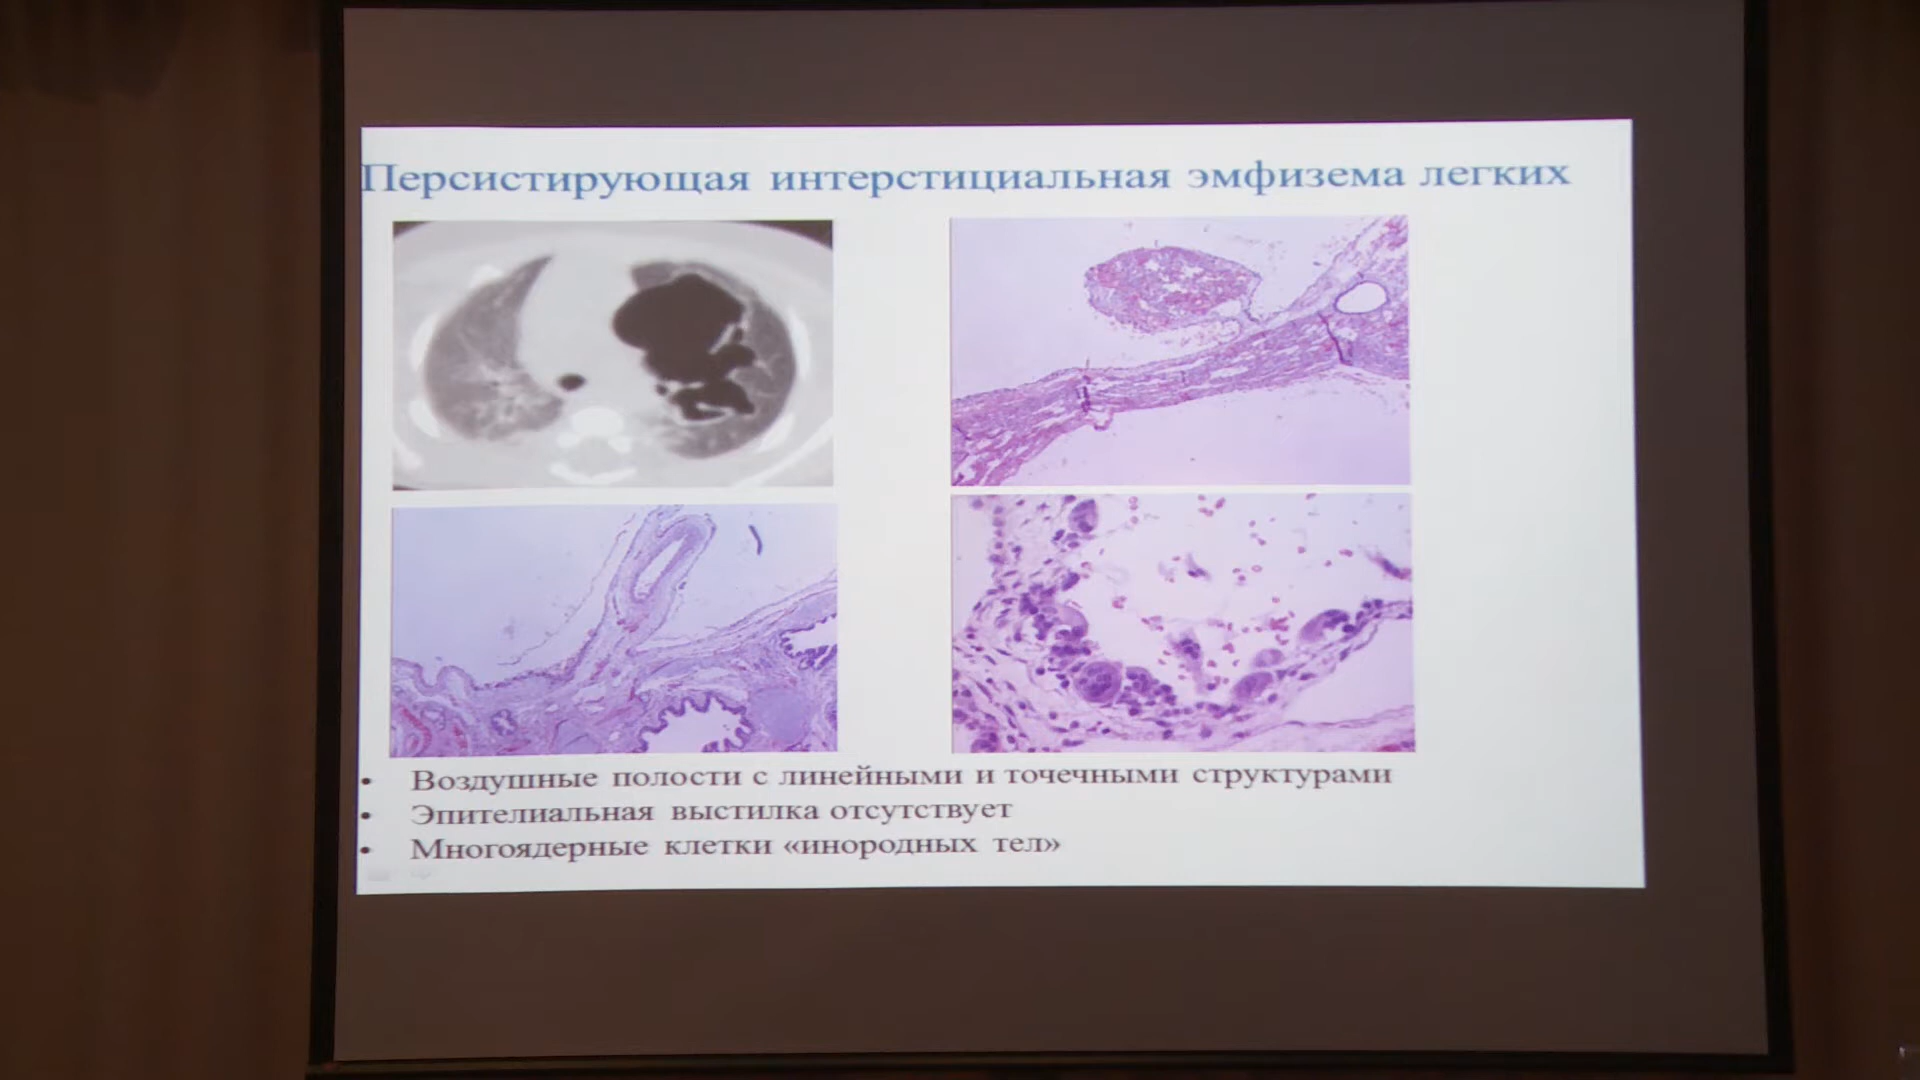 Персистирующая интерстициальная эмфизема легких
• Воздушные полости с линейными и точечными структурами
• Эпителиальная выстилка отсутствует
• Многоядерные клетки «инородных тел»